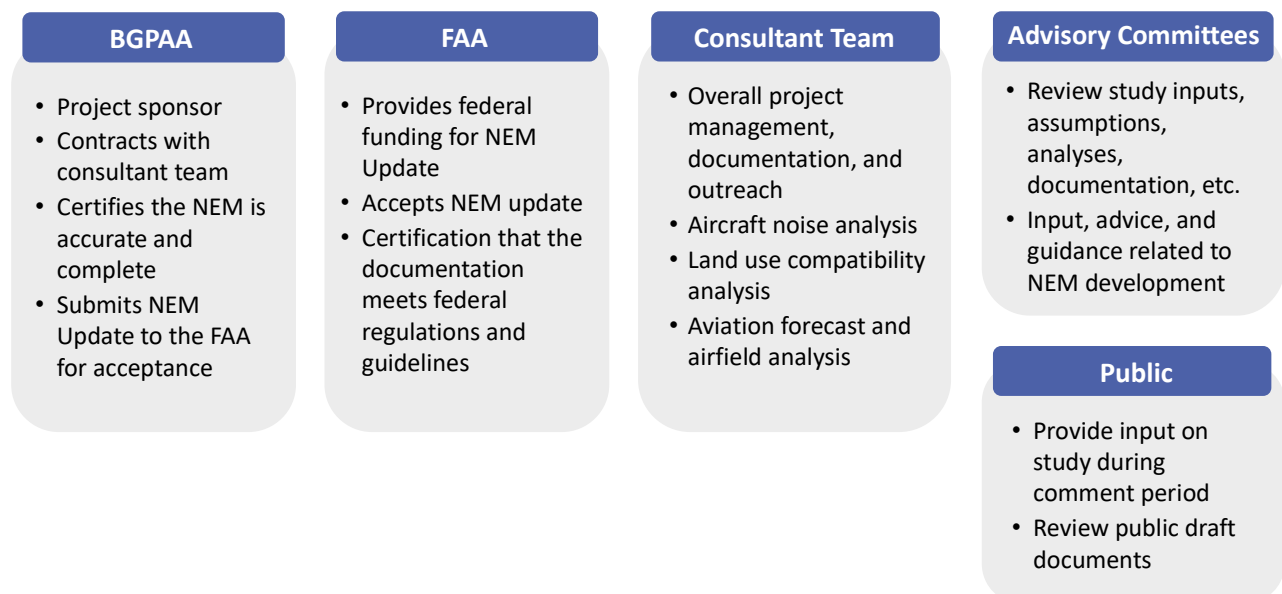 BGPAA
• Project sponsor
• Contracts with
consultant team
• Certifies the NEM is
accurate and
complete
• Submits NEM
Update to the FAA
for acceptance
FAA
• Provides federal
funding for NEM
Update
• Accepts NEM update
• Certification that the
documentation
meets federal
regulations and
guidelines
Consultant Team
• Overall project
management,
documentation, and
outreach
• Aircraft noise analysis
• Land use compatibility
analysis
• Aviation forecast and
airfield analysis
Advisory Committees
• Review study inputs,
assumptions,
analyses,
documentation, etc.
• Input, advice, and
guidance related to
NEM development
Public
• Provide input on
study during
comment period
• Review public draft
documents